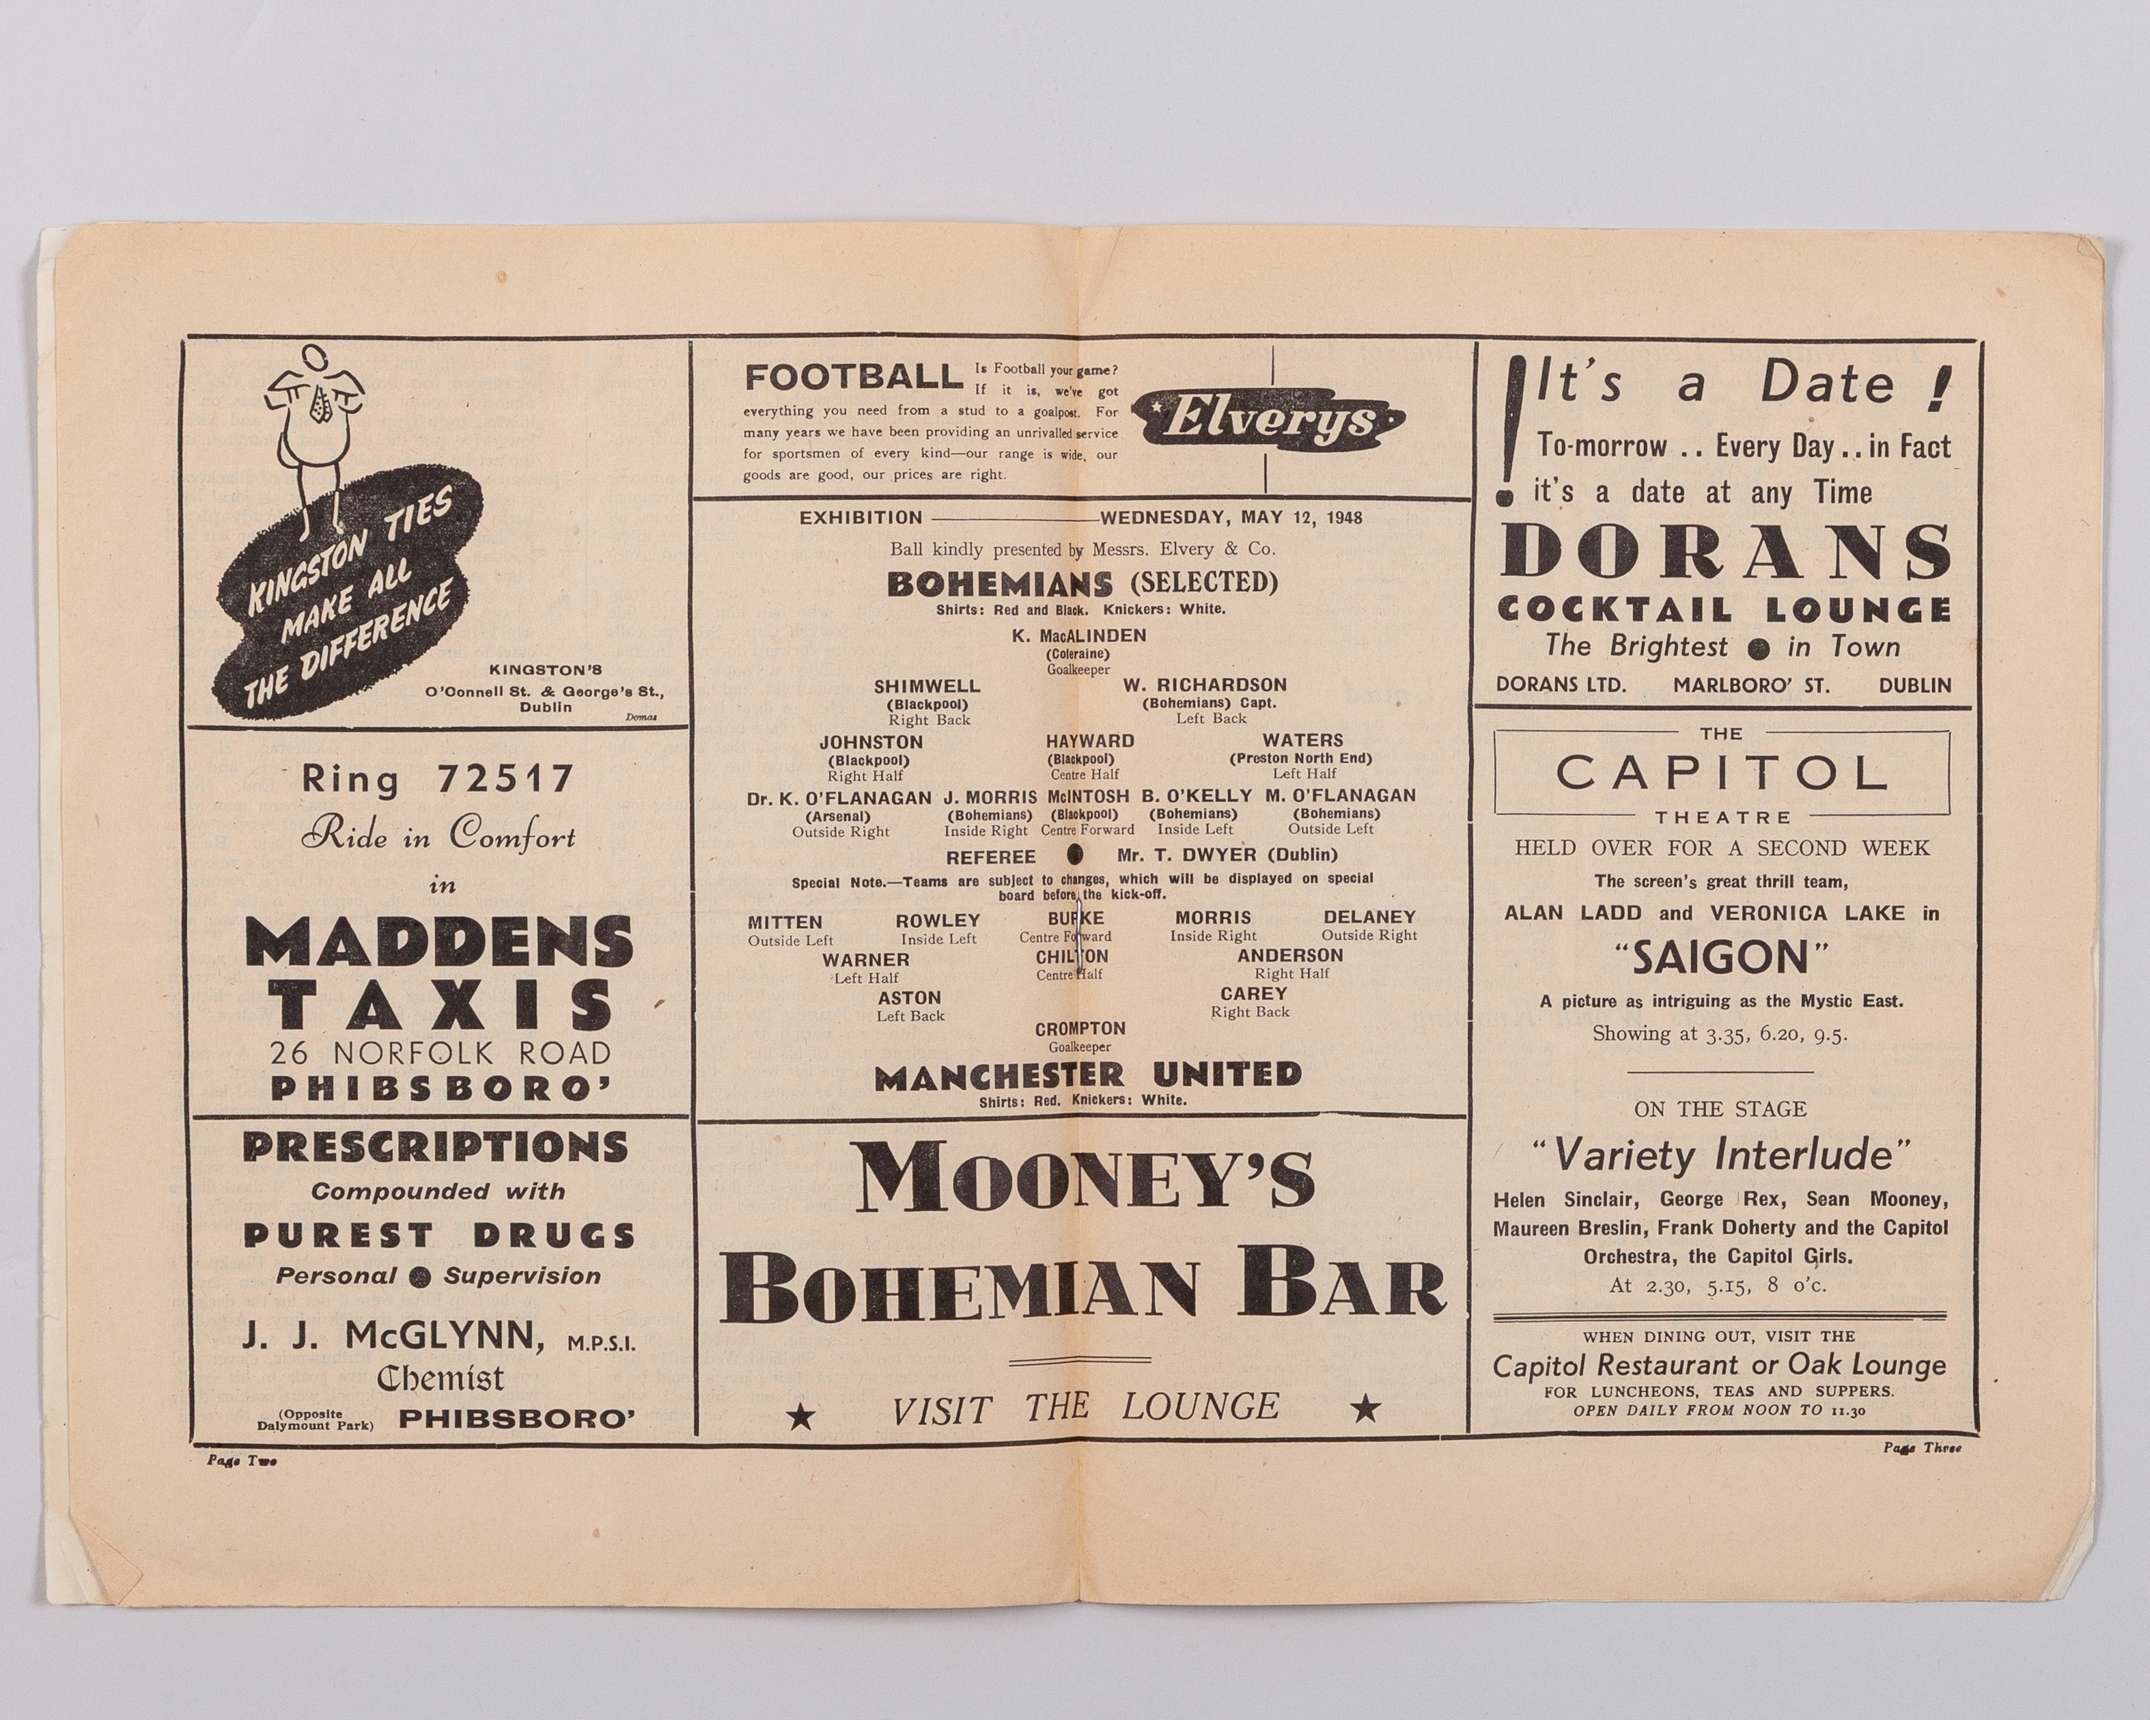 KINGSTON TIES
MAKE ALL
THE DIFFERENCE
KINGSTON'S
O'Connell St. & George's St.,
Dublin
Domas
Ring 72517
Ride in Comfort
in
MADDENS
TAXIS
26 NORFOLK ROAD
PHIBSBORO'
PRESCRIPTIONS
Compounded with
PUREST DRUGS
Personal ● Supervision
J. J. McGLYNN, M.P.S.I.
Chemist
(Opposite
Dalymount Park) PHIBSBORO'
Page Two
FOOTBALL Is Football your game?
If it is, we've got
everything you need from a stud to a goalpost. For
many years we have been providing an unrivalled service
for sportsmen of every kind—our range is wide, our
goods are good, our prices are right.
Elverys
EXHIBITION ———— WEDNESDAY, MAY 12, 1948
Ball kindly presented by Messrs. Elvery & Co.
BOHEMIANS (SELECTED)
Shirts: Red and Black. Knickers: White.
K. MacALINDEN
(Coleraine)
Goalkeeper
SHIMWELL W. RICHARDSON
(Blackpool) (Bohemians) Capt.
Right Back Left Back
JOHNSTON HAYWARD WATERS
(Blackpool) (Blackpool) (Preston North End)
Right Half Centre Half Left Half
Dr. K. O'FLANAGAN J. MORRIS McINTOSH B. O'KELLY M. O'FLANAGAN
(Arsenal) (Bohemians) (Blackpool) (Bohemians) (Bohemians)
Outside Right Inside Right Centre Forward Inside Left Outside Left
REFEREE ● Mr. T. DWYER (Dublin)
Special Note.—Teams are subject to changes, which will be displayed on special
board before the kick-off.
MITTEN ROWLEY BURKE MORRIS DELANEY
Outside Left Inside Left Centre Forward Inside Right Outside Right
WARNER CHILTON ANDERSON
Left Half Centre Half Right Half
ASTON CAREY
Left Back Right Back
CROMPTON
Goalkeeper
MANCHESTER UNITED
Shirts: Red. Knickers: White.
MOONEY'S
BOHEMIAN BAR
★ VISIT THE LOUNGE ★
It's a Date!
To-morrow .. Every Day .. in Fact
it's a date at any Time
DORANS
COCKTAIL LOUNGE
The Brightest ● in Town
DORANS LTD. MARLBORO' ST. DUBLIN
THE
CAPITOL
THEATRE
HELD OVER FOR A SECOND WEEK
The screen's great thrill team,
ALAN LADD and VERONICA LAKE in
"SAIGON"
A picture as intriguing as the Mystic East.
Showing at 3.35, 6.20, 9.5.
ON THE STAGE
"Variety Interlude"
Helen Sinclair, George Rex, Sean Mooney,
Maureen Breslin, Frank Doherty and the Capitol
Orchestra, the Capitol Girls.
At 2.30, 5.15, 8 o'c.
WHEN DINING OUT, VISIT THE
Capitol Restaurant or Oak Lounge
FOR LUNCHEONS, TEAS AND SUPPERS.
OPEN DAILY FROM NOON TO 11.30
Page Three